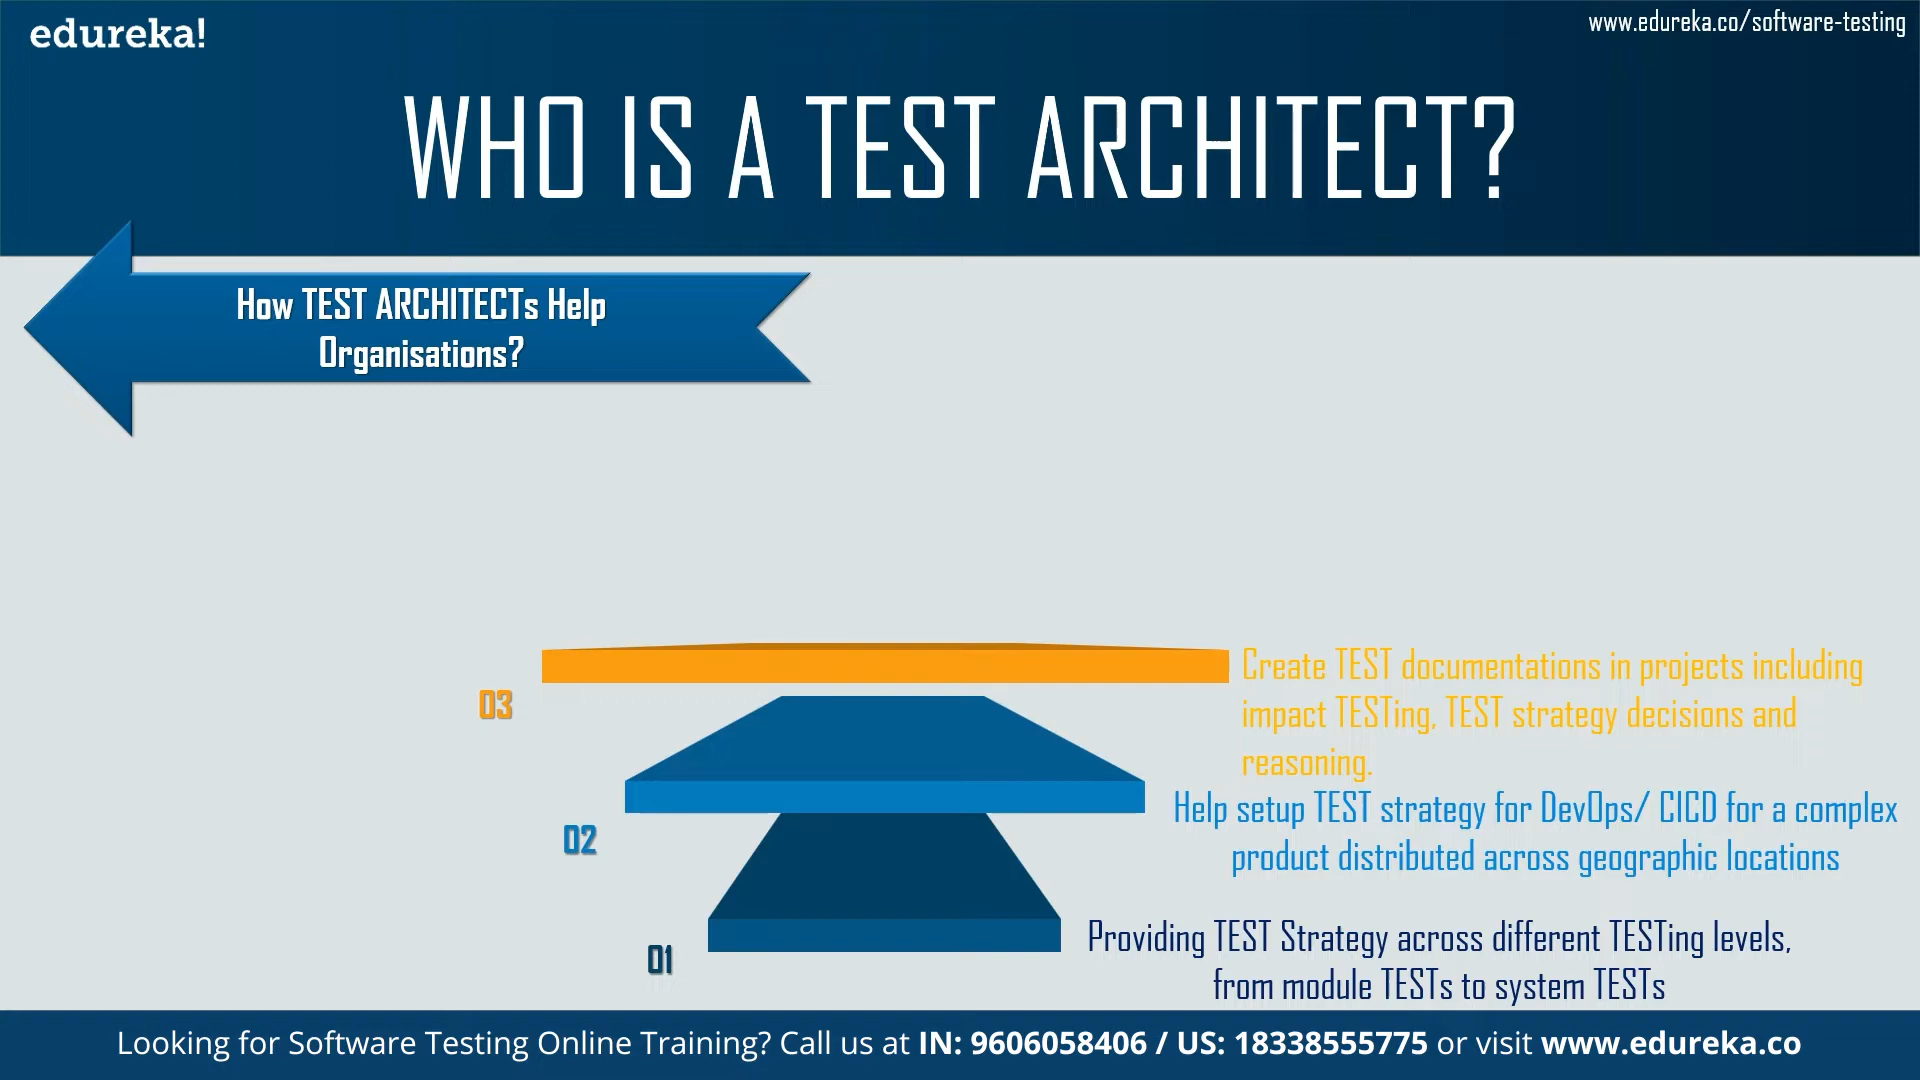 edureka!
www.edureka.co/software-testing
WHO IS A TEST ARCHITECT?
How TEST ARCHITECTs Help
Organisations?
03
Create TEST documentations in projects including
impact TESTing, TEST strategy decisions and
reasoning.
02
Help setup TEST strategy for DevOps/ CICD for a complex
product distributed across geographic locations
01
Providing TEST Strategy across different TESTing levels,
from module TESTs to system TESTs
Looking for Software Testing Online Training? Call us at IN: 9606058406 / US: 18338555775 or visit www.edureka.co